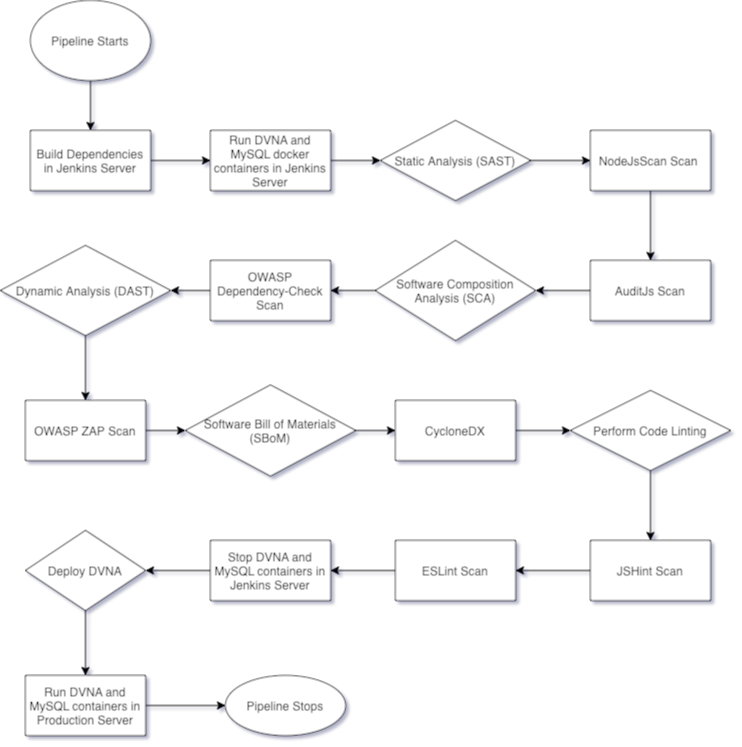 Pipeline Starts
Build Dependencies
in Jenkins Server
Run DVNA and
MySQL docker
containers in Jenkins
Server
Static Analysis (SAST)
NodeJsScan Scan
Dynamic Analysis (DAST)
OWASP
Dependency-Check
Scan
Software Composition
Analysis (SCA)
AuditJs Scan
OWASP ZAP Scan
Software Bill of Materials
(SBoM)
CycloneDX
Perform Code Linting
Deploy DVNA
Stop DVNA and
MySQL containers in
Jenkins Server
ESLint Scan
JSHint Scan
Run DVNA and
MySQL containers in
Production Server
Pipeline Stops